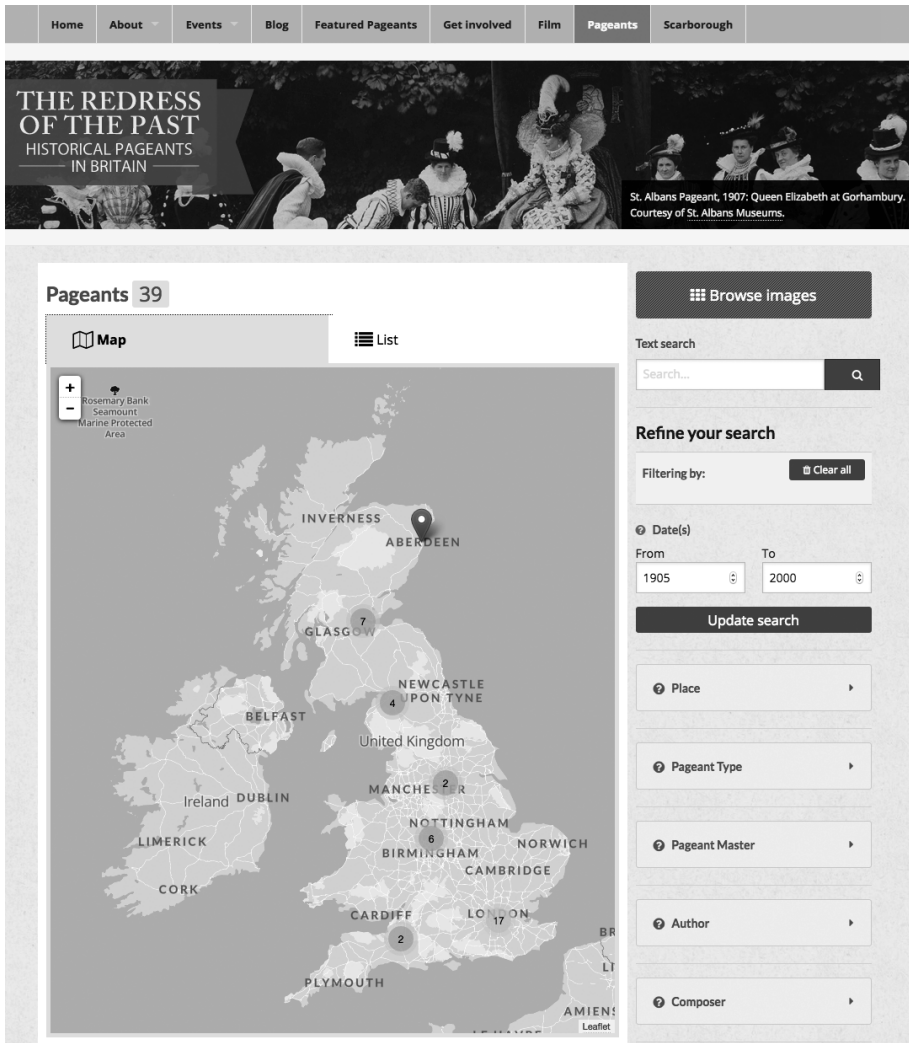 Home About Events Blog Featured Pageants Get involved Film Pageants Scarborough
THE REDRESS
OF THE PAST
HISTORICAL PAGEANTS
IN BRITAIN
St. Albans Pageant, 1907: Queen Elizabeth at Gorhambury.
Courtesy of St. Albans Museums.
Pageants 39
Map List
+
−
Rosemary Bank
Seamount
Marine Protected
Area
INVERNESS
ABERDEEN
7
GLASGOW
NEWCASTLE
UPON TYNE
4
BELFAST
United Kingdom
MANCHESTER
2
Ireland DUBLIN
NOTTINGHAM
6
LIMERICK
NORWICH
BIRMINGHAM
CAMBRIDGE
CORK
CARDIFF
LONDON
17
2
BR
LI
PLYMOUTH
AMIENS
LE HAVRE
Leaflet
Browse images
Text search
Search...
Refine your search
Filtering by:
Clear all
Date(s)
From To
1905 2000
Update search
Place
Pageant Type
Pageant Master
Author
Composer